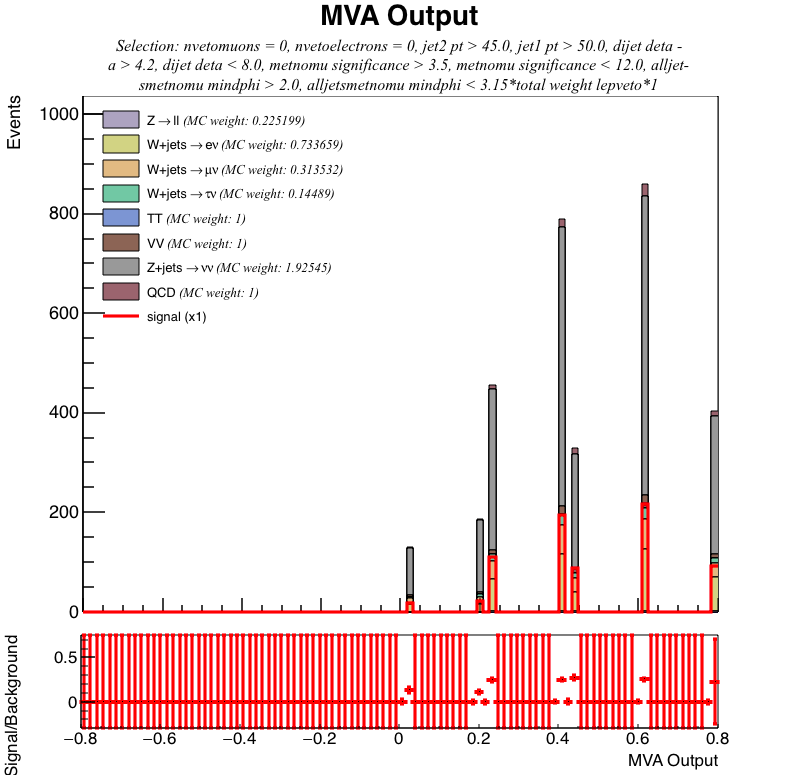 MVA Output
Selection: nvetomuons = 0, nvetoelectrons = 0, jet2 pt > 45.0, jet1 pt > 50.0, dijet deta -
a > 4.2, dijet deta < 8.0, metnomu significance > 3.5, metnomu significance < 12.0, alljet-
smetnomu mindphi > 2.0, alljetsmetnomu mindphi < 3.15*total weight lepveto*1
Events
1000
800
600
400
200
0
Z→ll (MC weight: 0.225199)
W+jets→eν (MC weight: 0.733659)
W+jets→μν (MC weight: 0.313532)
W+jets→τν (MC weight: 0.14489)
TT (MC weight: 1)
VV (MC weight: 1)
Z+jets→νν (MC weight: 1.92545)
QCD (MC weight: 1)
signal (x1)
Signal/Background
0.5
0
−0.8 −0.6 −0.4 −0.2 0 0.2 0.4 0.6 0.8
MVA Output